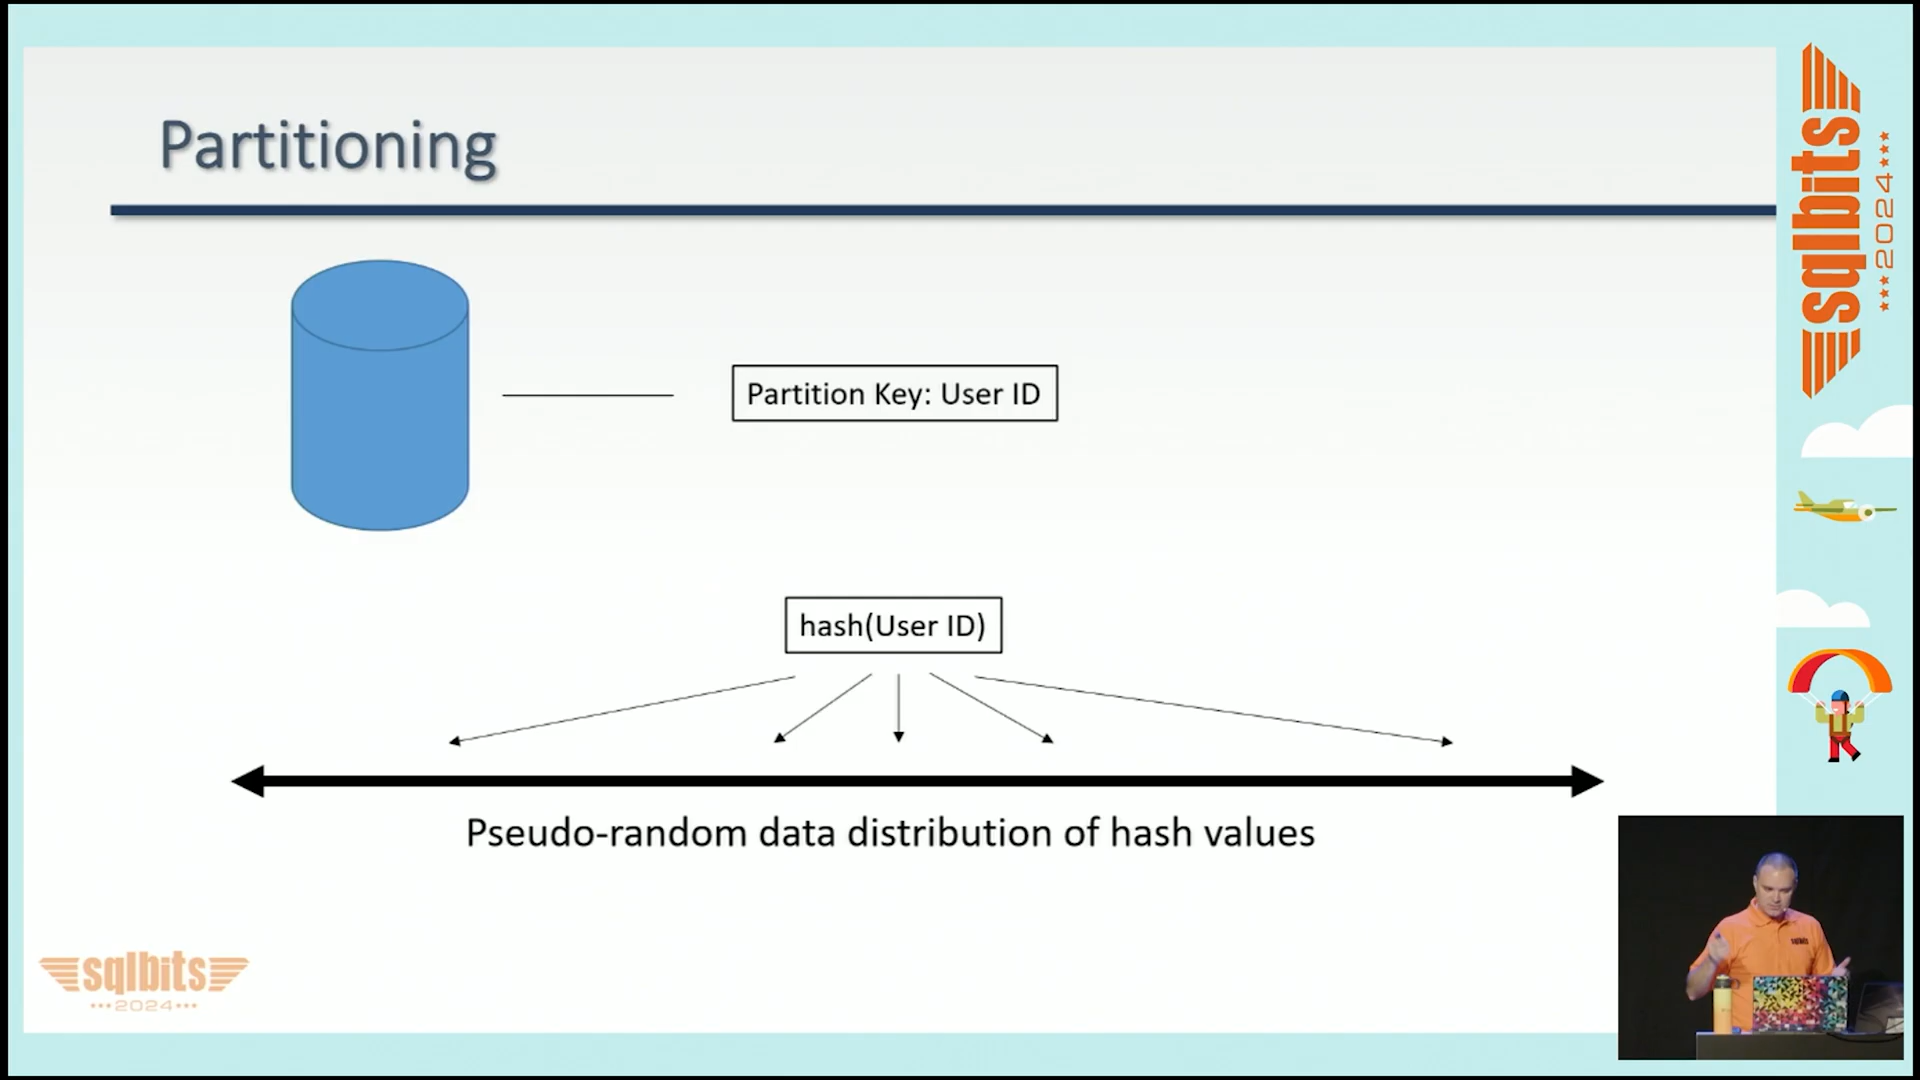 Partitioning
Partition Key: User ID
hash(User ID)
Pseudo-random data distribution of hash values
sqlbits
2024
sqlbits
2024